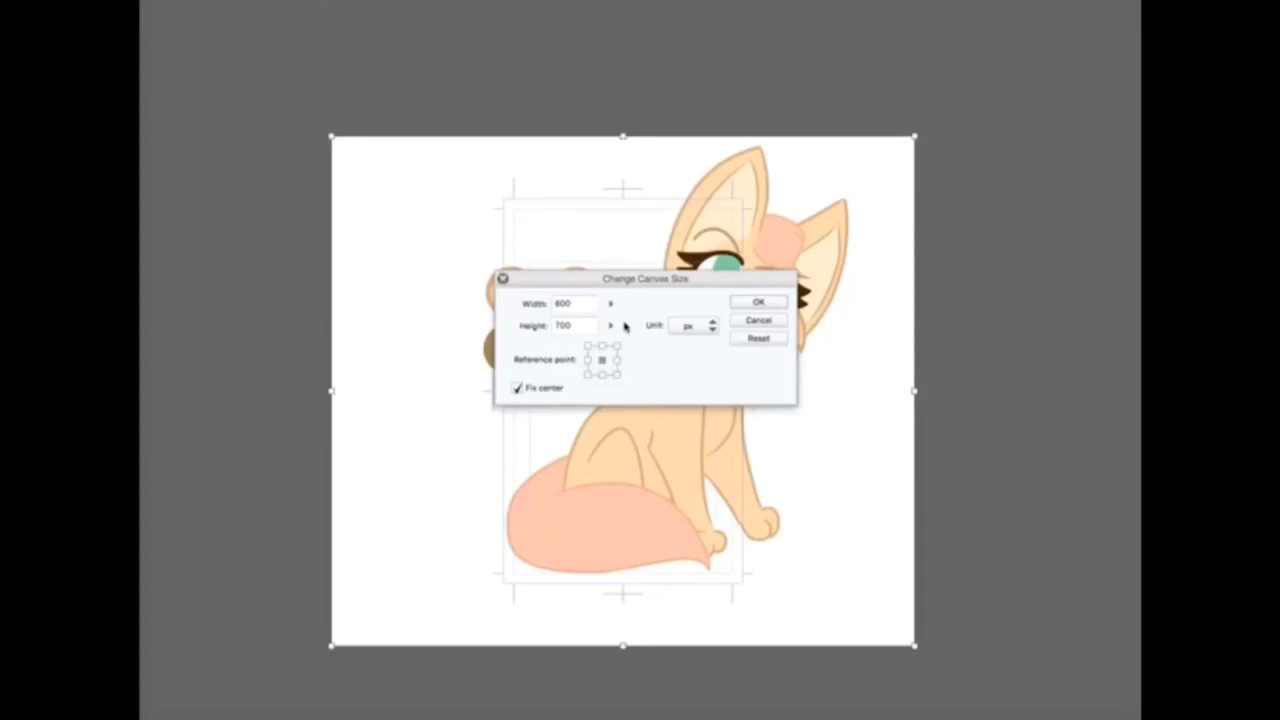 Change Canvas Size
Width: 800
OK
Height: 700
Unit: px
Cancel
Reset
Reference point:
Fix center